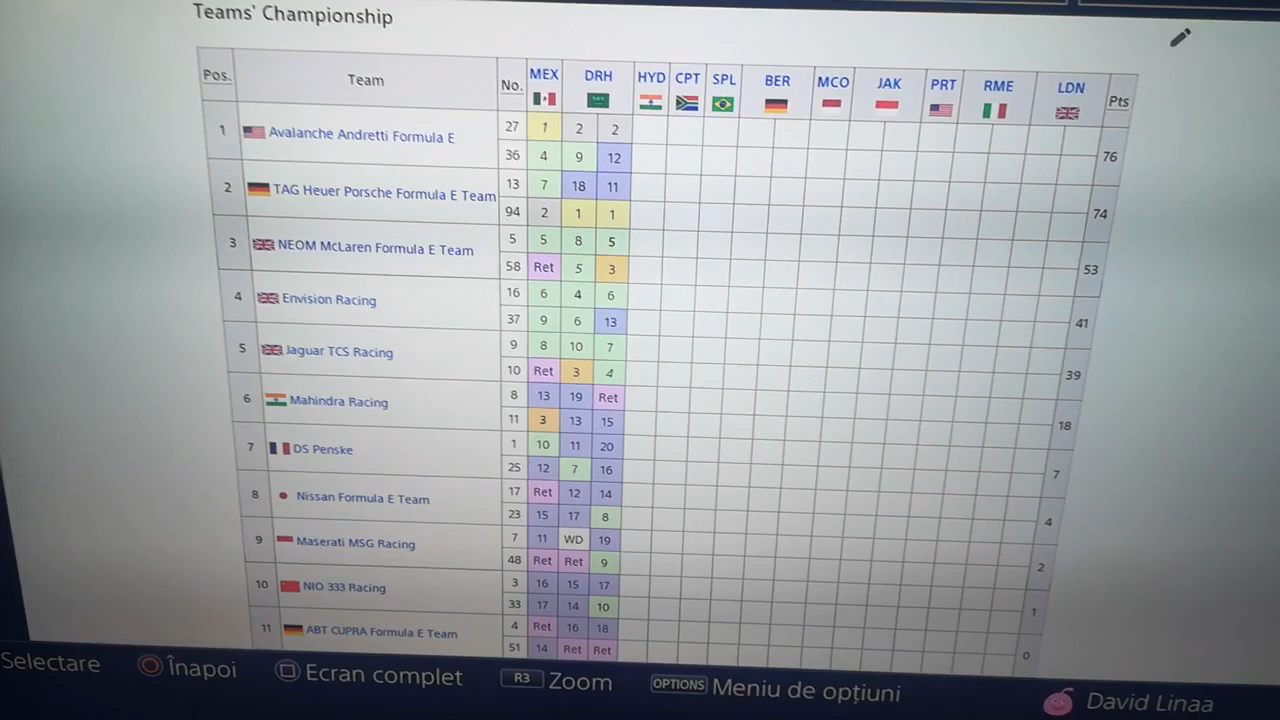 Teams' Championship
Pos. Team No. MEX DRH HYD CPT SPL BER MCO JAK PRT RME LDN Pts
1 Avalanche Andretti Formula E 27 1 2 2 76
36 4 9 12
2 TAG Heuer Porsche Formula E Team 13 7 18 11 74
94 2 1 1
3 NEOM McLaren Formula E Team 5 5 8 5 53
58 Ret 5 3
4 Envision Racing 16 6 4 6 41
37 9 6 13
5 Jaguar TCS Racing 9 8 10 7 39
10 Ret 3 4
6 Mahindra Racing 8 13 19 Ret 18
11 3 13 15
7 DS Penske 1 10 11 20 7
25 12 7 16
8 Nissan Formula E Team 17 Ret 12 14 4
23 15 17 8
9 Maserati MSG Racing 7 11 WD 19 2
48 Ret Ret 9
10 NIO 333 Racing 3 16 15 17 1
33 17 14 10
11 ABT CUPRA Formula E Team 4 Ret 16 18 0
51 14 Ret Ret
Selectare Înapoi Ecran complet R3 Zoom OPTIONS Meniu de opțiuni David Linaa